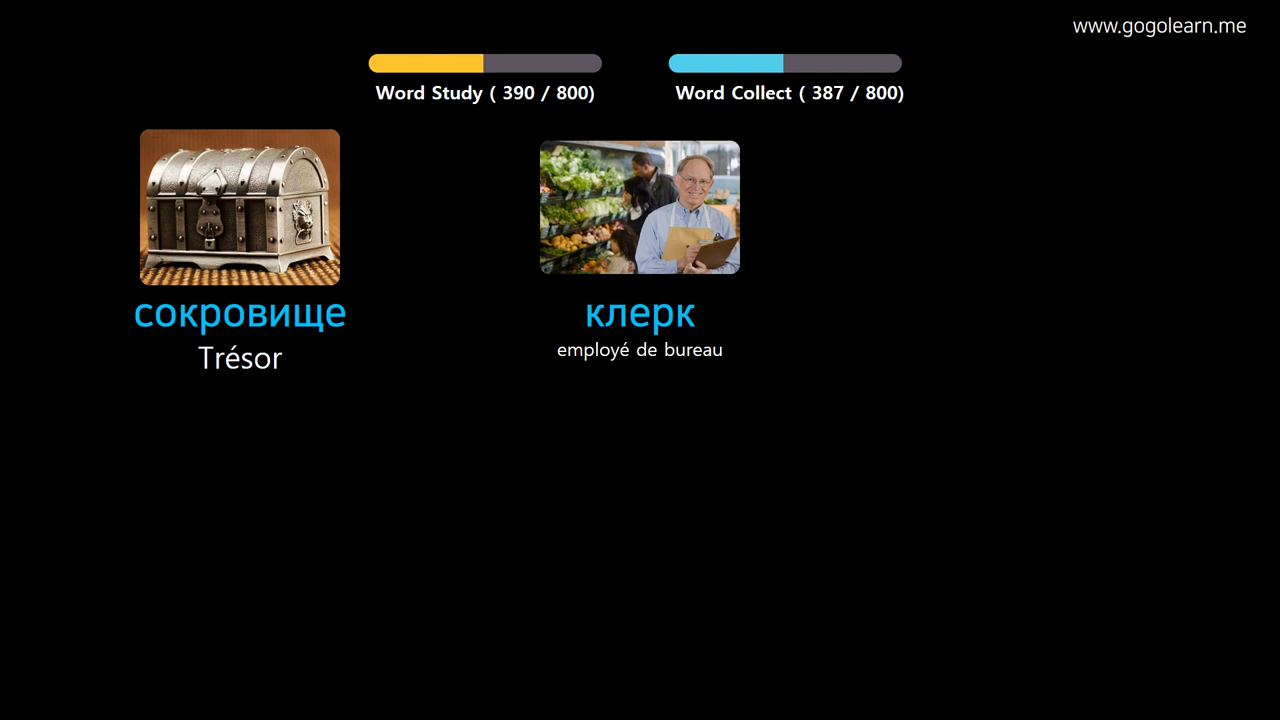 www.gogolearn.me
Word Study ( 390 / 800)
Word Collect ( 387 / 800)
сокровище
Trésor
клерк
employé de bureau